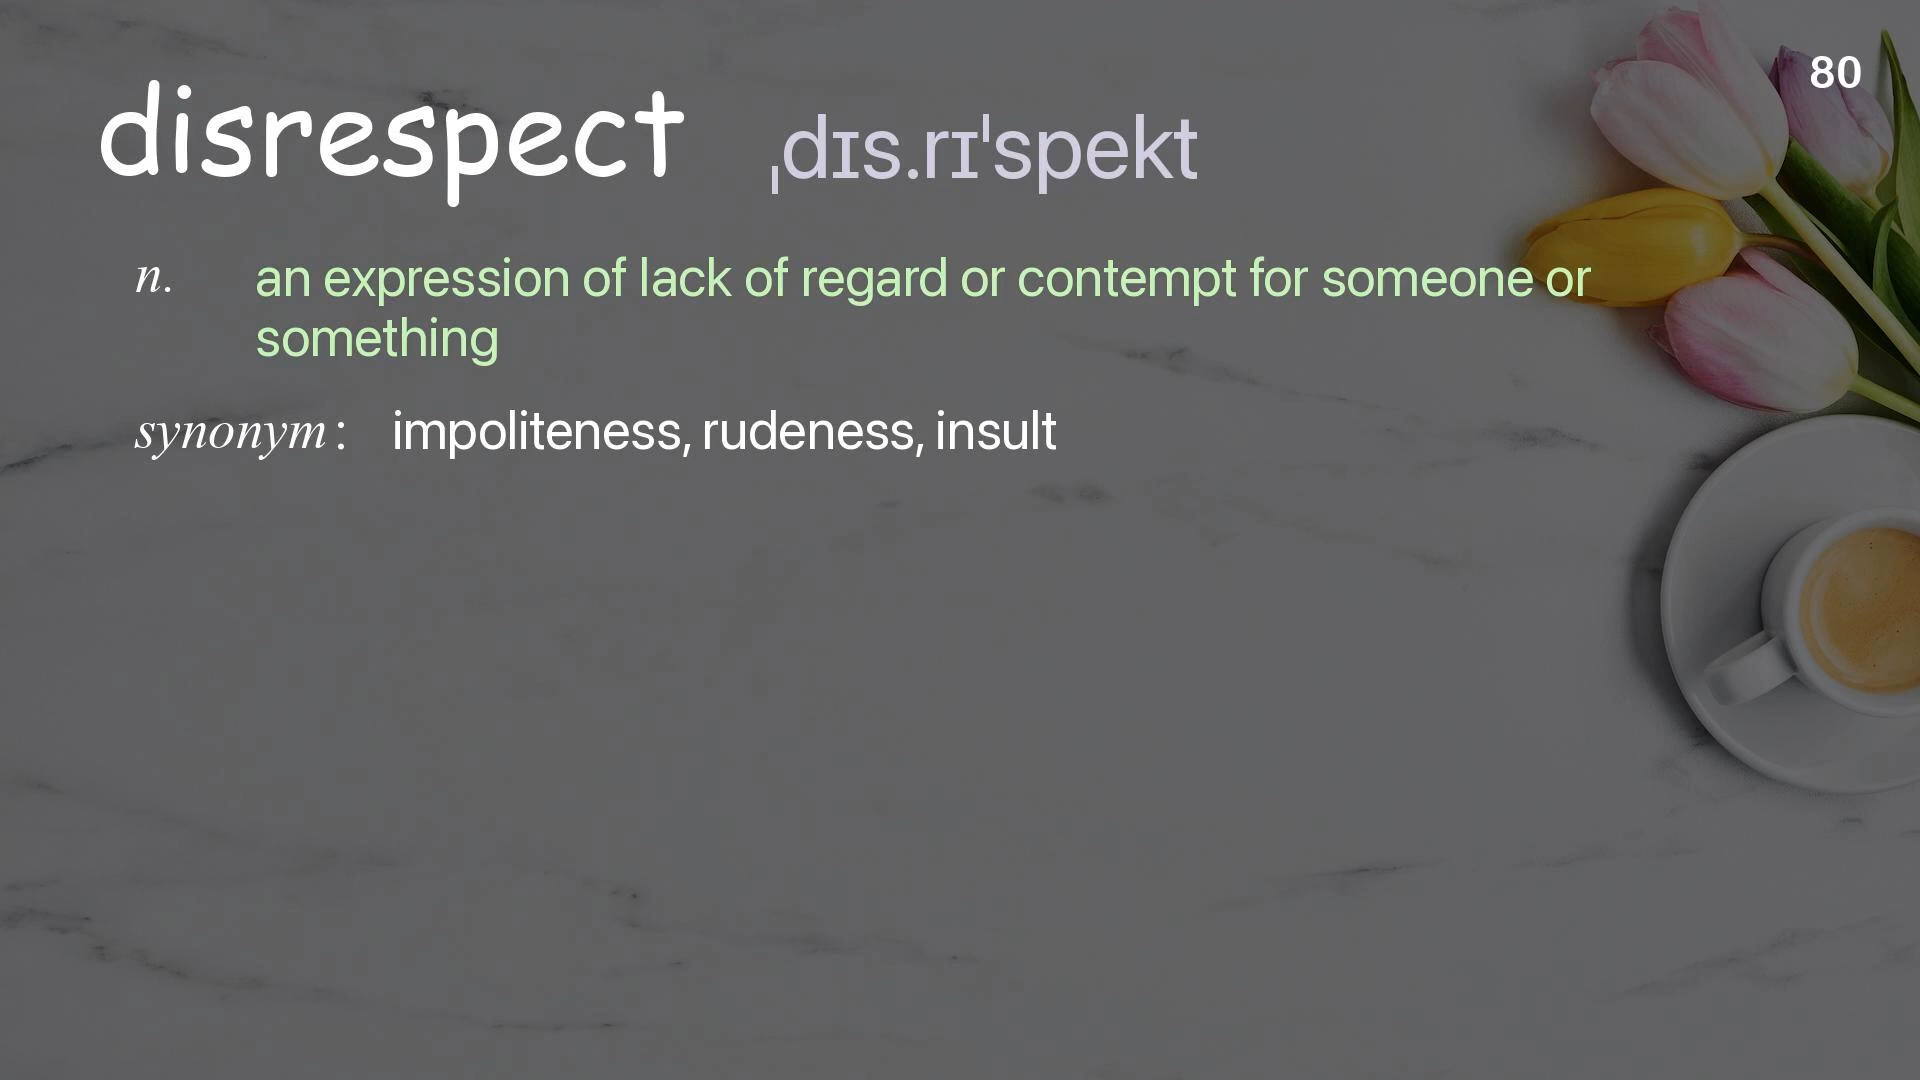 80
disrespect ˌdɪs.rɪˈspekt
n. an expression of lack of regard or contempt for someone or
something
synonym: impoliteness, rudeness, insult